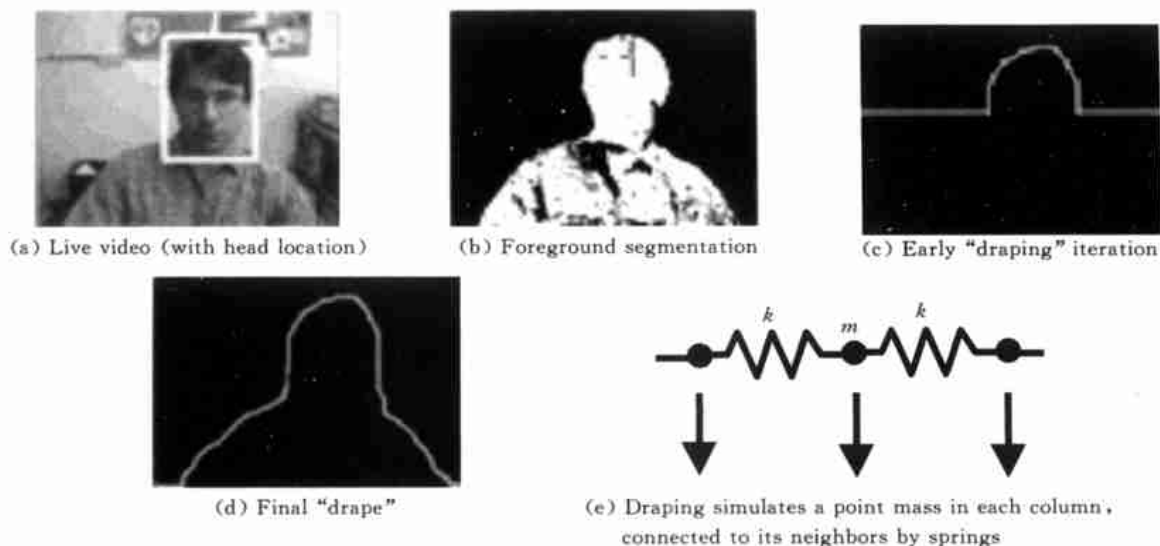 (a) Live video (with head location)
(b) Foreground segmentation
(c) Early “draping” iteration
(d) Final “drape”
k
m
k
(e) Draping simulates a point mass in each column,
connected to its neighbors by springs